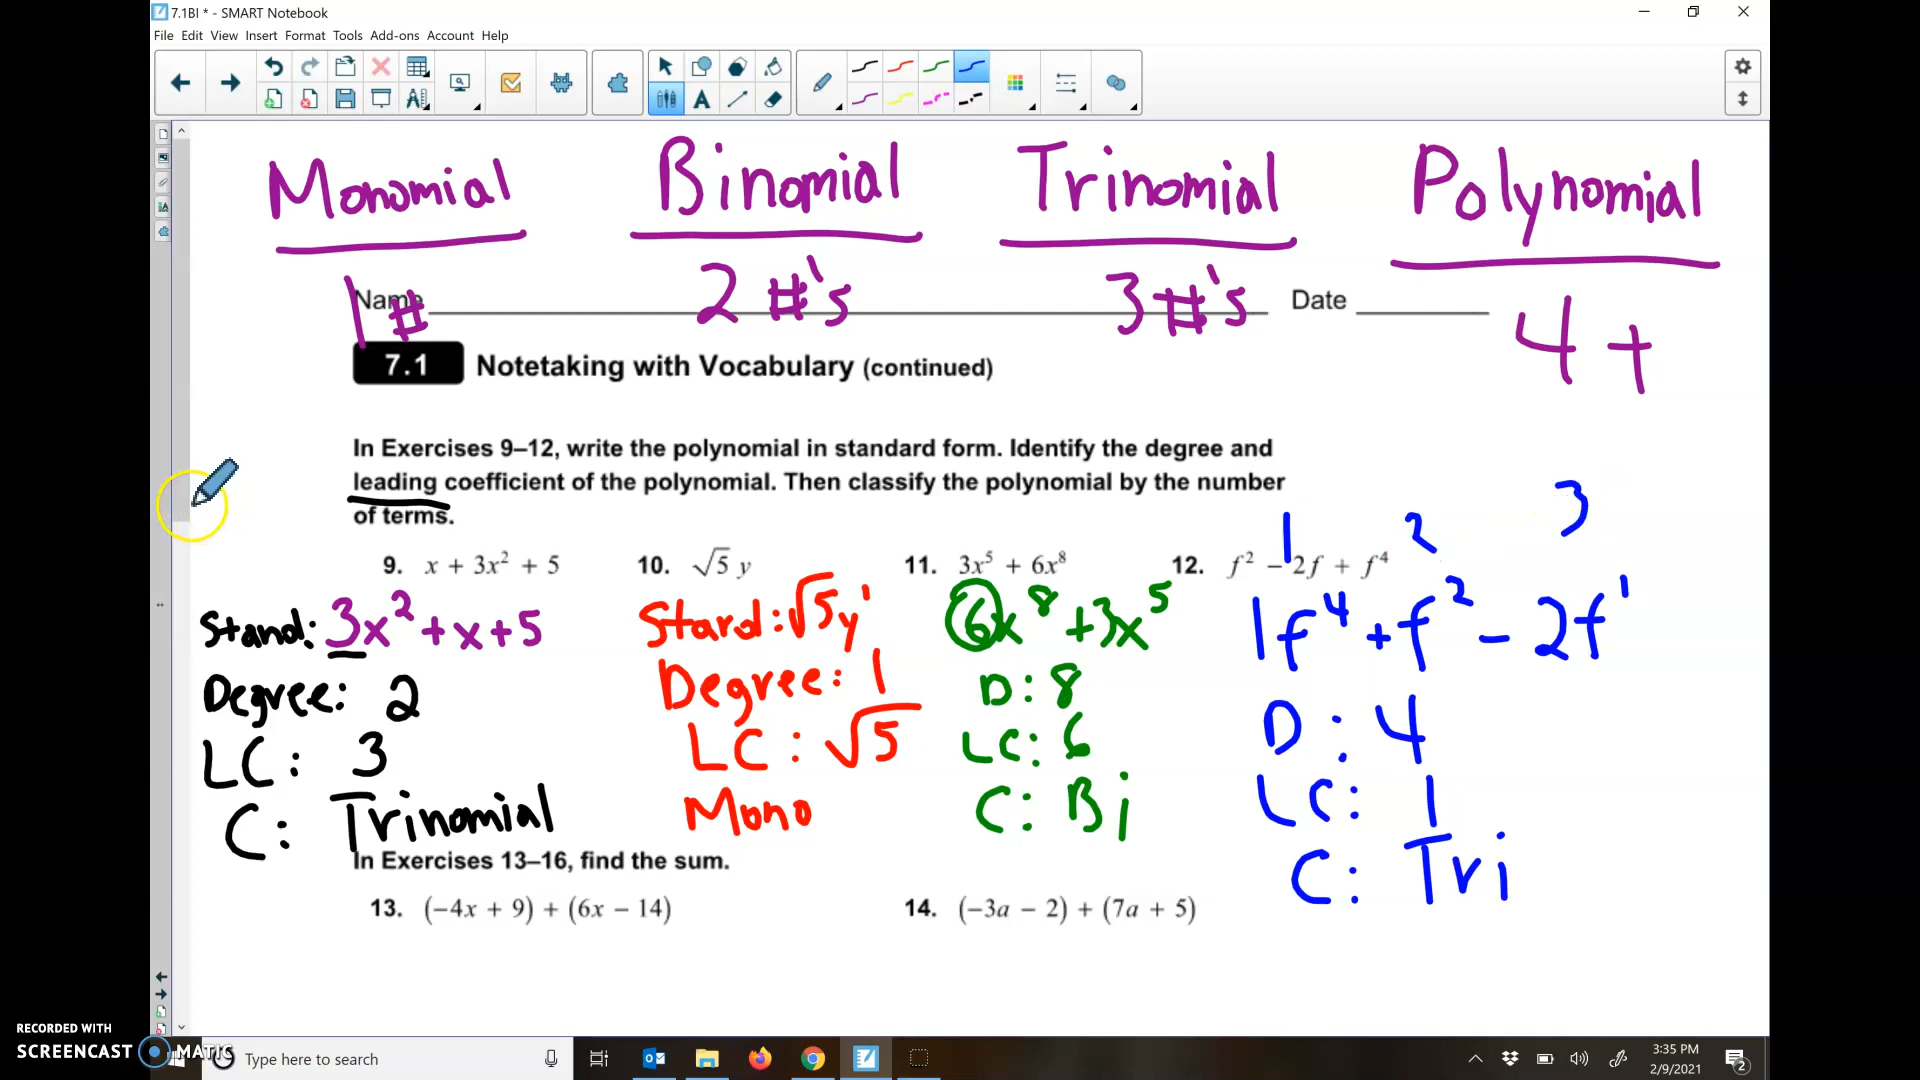 7.1BI * - SMART Notebook
File Edit View Insert Format Tools Add-ons Account Help
Monomial Binomial Trinomial Polynomial
1 # 2 #'s 3 #'s 4 +
Name Date
7.1 Notetaking with Vocabulary (continued)
In Exercises 9–12, write the polynomial in standard form. Identify the degree and
leading coefficient of the polynomial. Then classify the polynomial by the number
of terms.
1 2 3
9. x + 3x² + 5 10. √5 y 11. 3x⁵ + 6x⁸ 12. f² − 2f + f⁴
Stand: 3x² + x + 5
Degree: 2
LC: 3
C: Trinomial
Stard: √5y¹
Degree: 1
LC: √5
Mono
6x⁸ + 3x⁵
D: 8
LC: 6
C: Bi
1f⁴ + f² − 2f¹
D: 4
LC: 1
C: Tri
In Exercises 13–16, find the sum.
13. (−4x + 9) + (6x − 14) 14. (−3a − 2) + (7a + 5)
RECORDED WITH
SCREENCAST MATIC
Type here to search
3:35 PM
2/9/2021
2